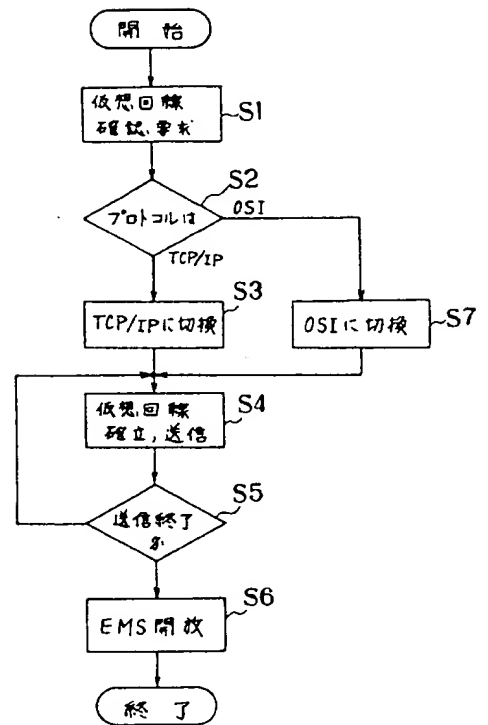 開始
仮想回線
確認要求
S1
プロトコルは
S2
OSI
TCP/IP
TCP/IPに切換
S3
OSIに切換
S7
仮想回線
確立,送信
S4
送信終了
か
S5
EMS開放
S6
終了